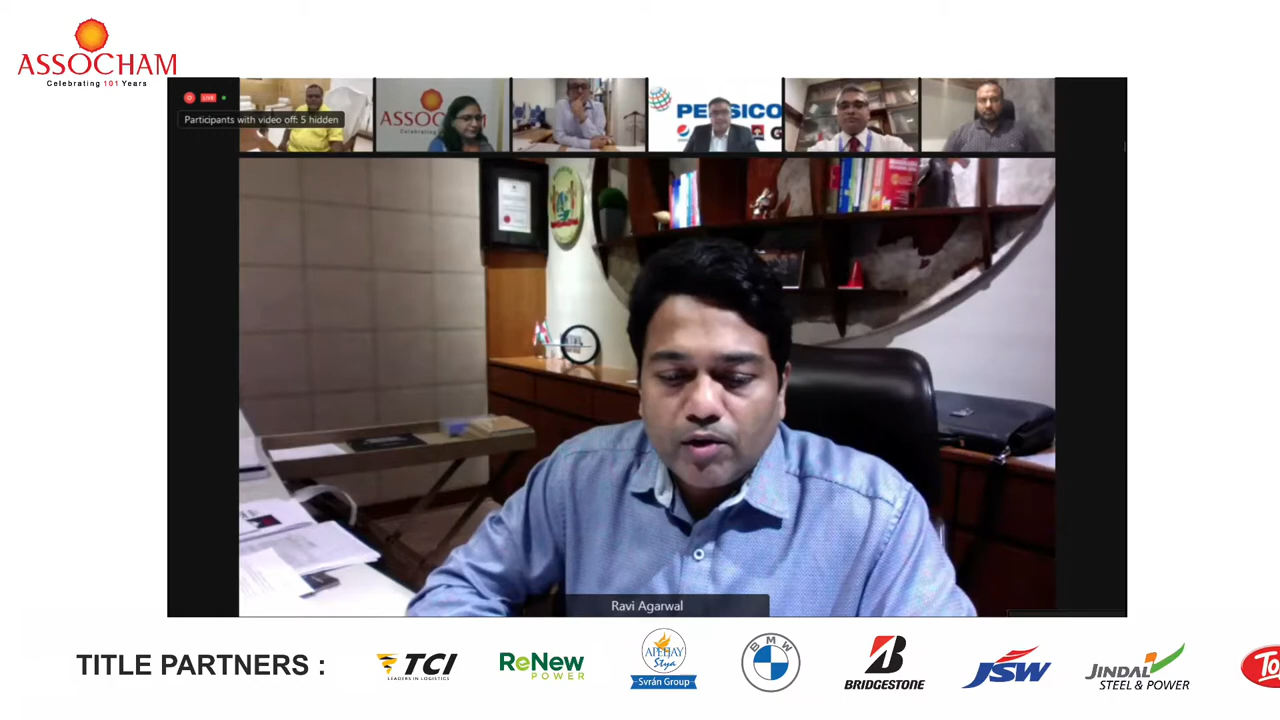 ASSOCHAM
Celebrating 101 Years
LIVE
Participants with video off: 5 hidden
ASSOCHAM
PEPSICO
Ravi Agarwal
TITLE PARTNERS :
TCI
LEADERS IN LOGISTICS
ReNew
POWER
APEEJAY
Stya
Svrán Group
BMW
BRIDGESTONE
JSW
JINDAL
STEEL & POWER